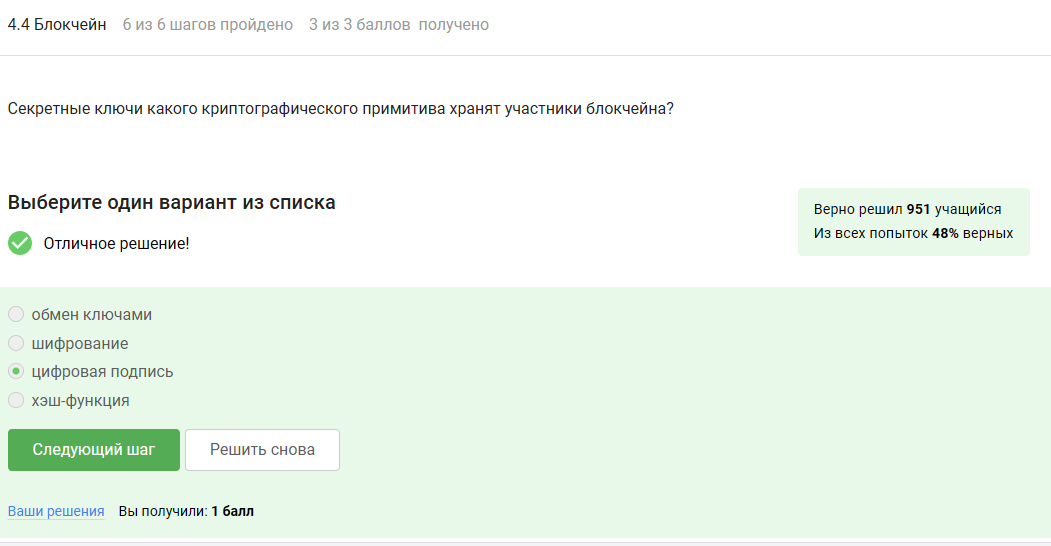 4.4 Блокчейн 6 из 6 шагов пройдено 3 из 3 баллов получено
Секретные ключи какого криптографического примитива хранят участники блокчейна?
Выберите один вариант из списка
Отличное решение!
Верно решил 951 учащийся
Из всех попыток 48% верных
обмен ключами
шифрование
цифровая подпись
хэш-функция
Следующий шаг Решить снова
Ваши решения Вы получили: 1 балл